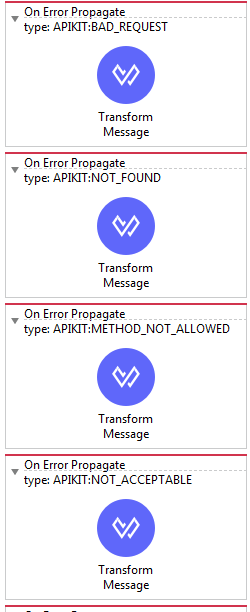 On Error Propagate
type: APIKIT:BAD_REQUEST
Transform
Message
On Error Propagate
type: APIKIT:NOT_FOUND
Transform
Message
On Error Propagate
type: APIKIT:METHOD_NOT_ALLOWED
Transform
Message
On Error Propagate
type: APIKIT:NOT_ACCEPTABLE
Transform
Message